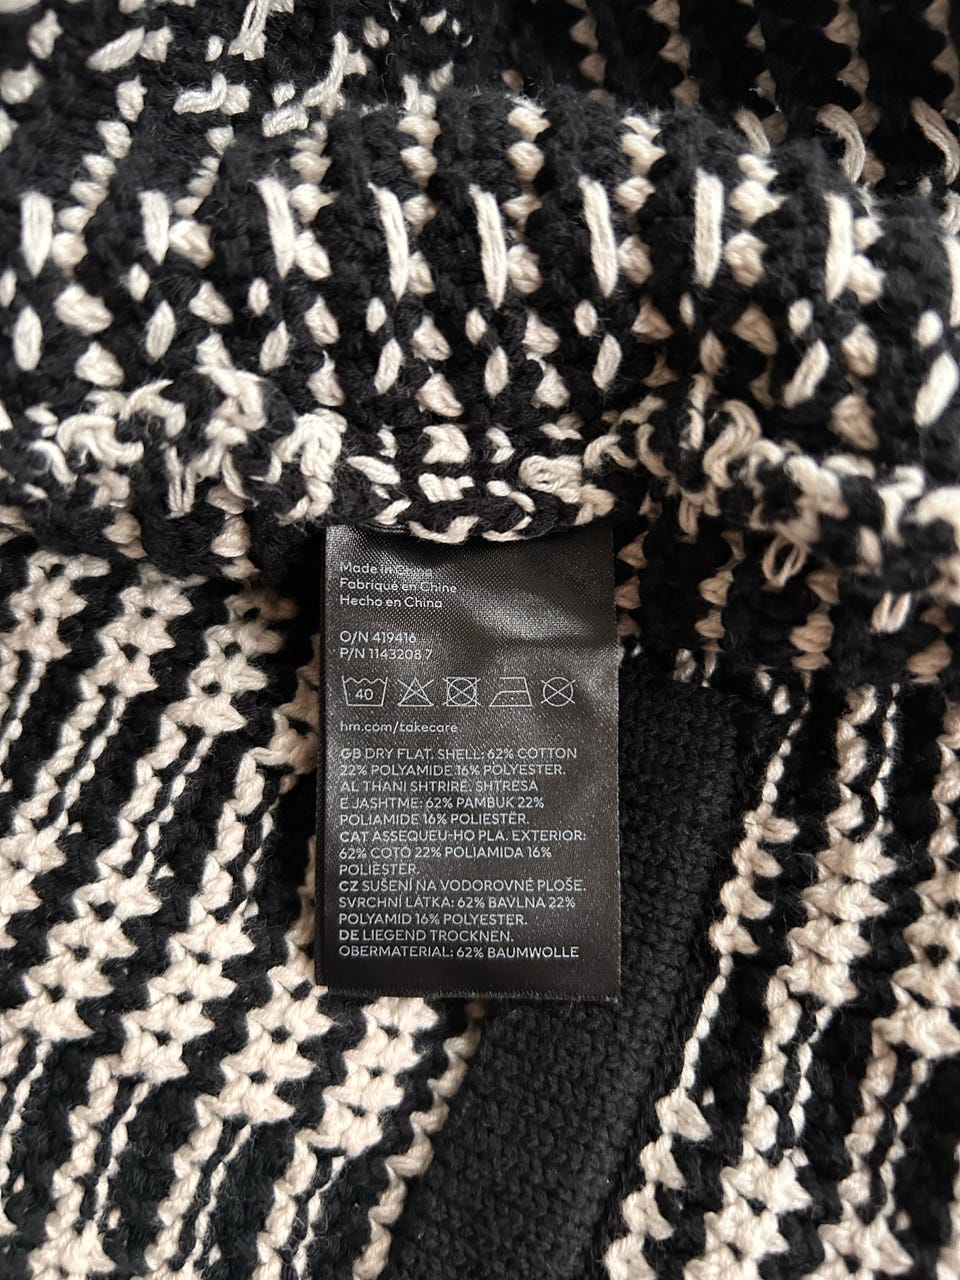 Made in China
Fabriqué en Chine
Hecho en China
O/N 419416
P/N 1143208 7
40
hm.com/takecare
GB DRY FLAT. SHELL: 62% COTTON
22% POLYAMIDE 16% POLYESTER.
AL THANI SHTRIRË. SHTRESA
E JASHTME: 62% PAMBUK 22%
POLIAMIDE 16% POLIESTËR.
CAT ASSEQUEU-HO PLA. EXTERIOR:
62% COTÓ 22% POLIAMIDA 16%
POLIÈSTER.
CZ SUŠENÍ NA VODOROVNÉ PLOŠE.
SVRCHNÍ LÁTKA: 62% BAVLNA 22%
POLYAMID 16% POLYESTER.
DE LIEGEND TROCKNEN.
OBERMATERIAL: 62% BAUMWOLLE